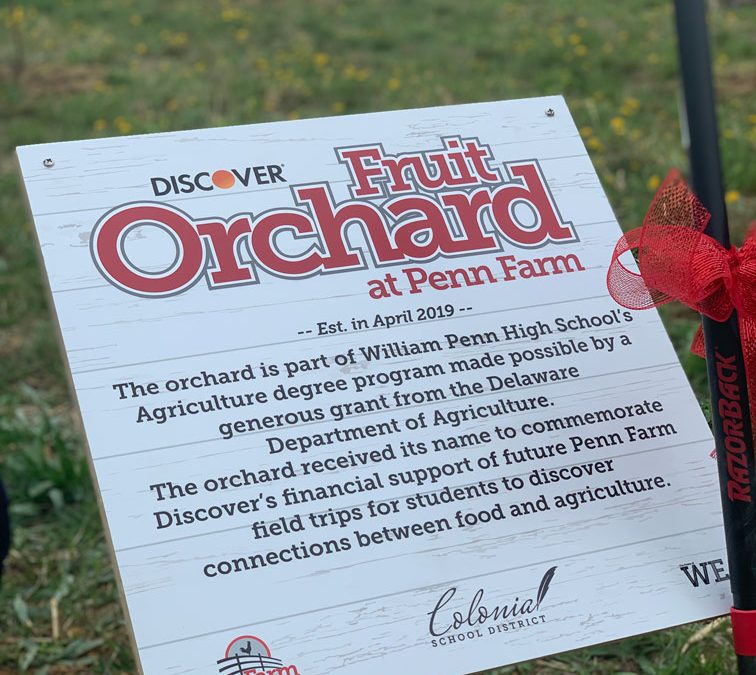 DISCOVER
Fruit
Orchard
at Penn Farm
-- Est. in April 2019 --
The orchard is part of William Penn High School's
Agriculture degree program made possible by a
generous grant from the Delaware
Department of Agriculture.
The orchard received its name to commemorate
Discover's financial support of future Penn Farm
field trips for students to discover
connections between food and agriculture.
Colonial
SCHOOL DISTRICT
WE
Farm
RAZORBACK